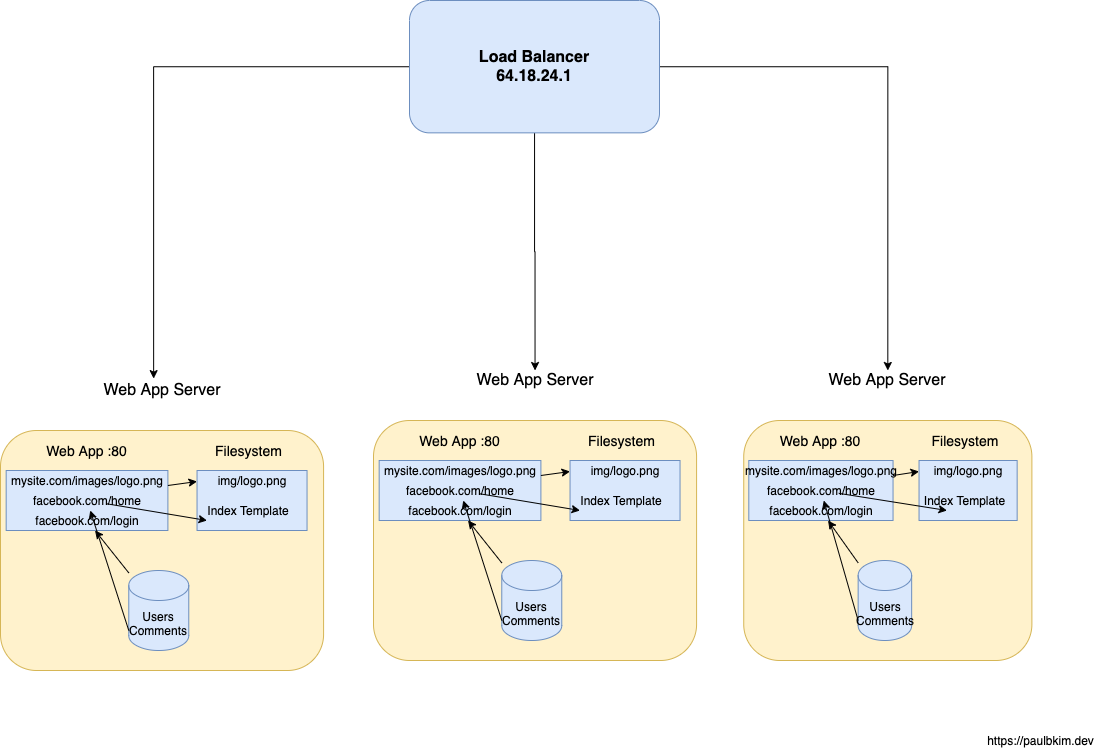 Load Balancer
64.18.24.1
Web App Server
Web App Server
Web App Server
Web App :80
Filesystem
mysite.com/images/logo.png
img/logo.png
facebook.com/home
Index Template
facebook.com/login
Users
Comments
Web App :80
Filesystem
mysite.com/images/logo.png
img/logo.png
facebook.com/home
Index Template
facebook.com/login
Users
Comments
Web App :80
Filesystem
mysite.com/images/logo.png
img/logo.png
facebook.com/home
Index Template
facebook.com/login
Users
Comments
https://paulbkim.dev